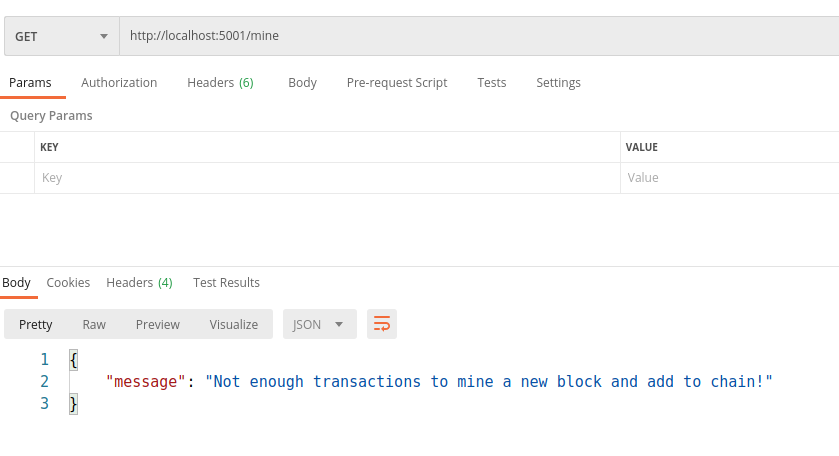 GET http://localhost:5001/mine
Params Authorization Headers (6) Body Pre-request Script Tests Settings
Query Params
KEY VALUE
Key Value
Body Cookies Headers (4) Test Results
Pretty Raw Preview Visualize JSON
1 {
2 "message": "Not enough transactions to mine a new block and add to chain!"
3 }